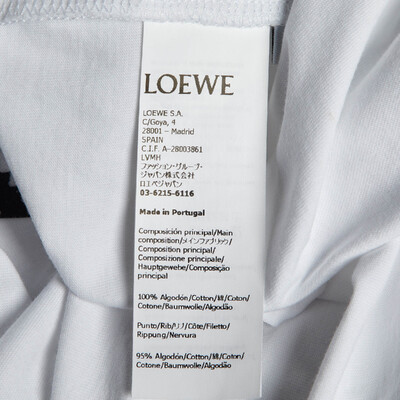 LOEWE
LOEWE S.A.
C/Goya, 4
28001 – Madrid
SPAIN
C.I.F. A-28003861
LVMH
ファッション・グループ・
ジャパン株式会社
ロエベジャパン
03-6215-6116
Made in Portugal
Composición principal/Main
composition/メインファブリック/
Composition principal/
Composizione principale/
Hauptgewebe/Composição
principal
100% Algodón/Cotton/綿/Coton/
Cotone/Baumwolle/Algodão
Punto/Rib/リブ/Côte/Filetto/
Rippung/Nervura
95% Algodón/Cotton/綿/Coton/
Cotone/Baumwolle/Algodão